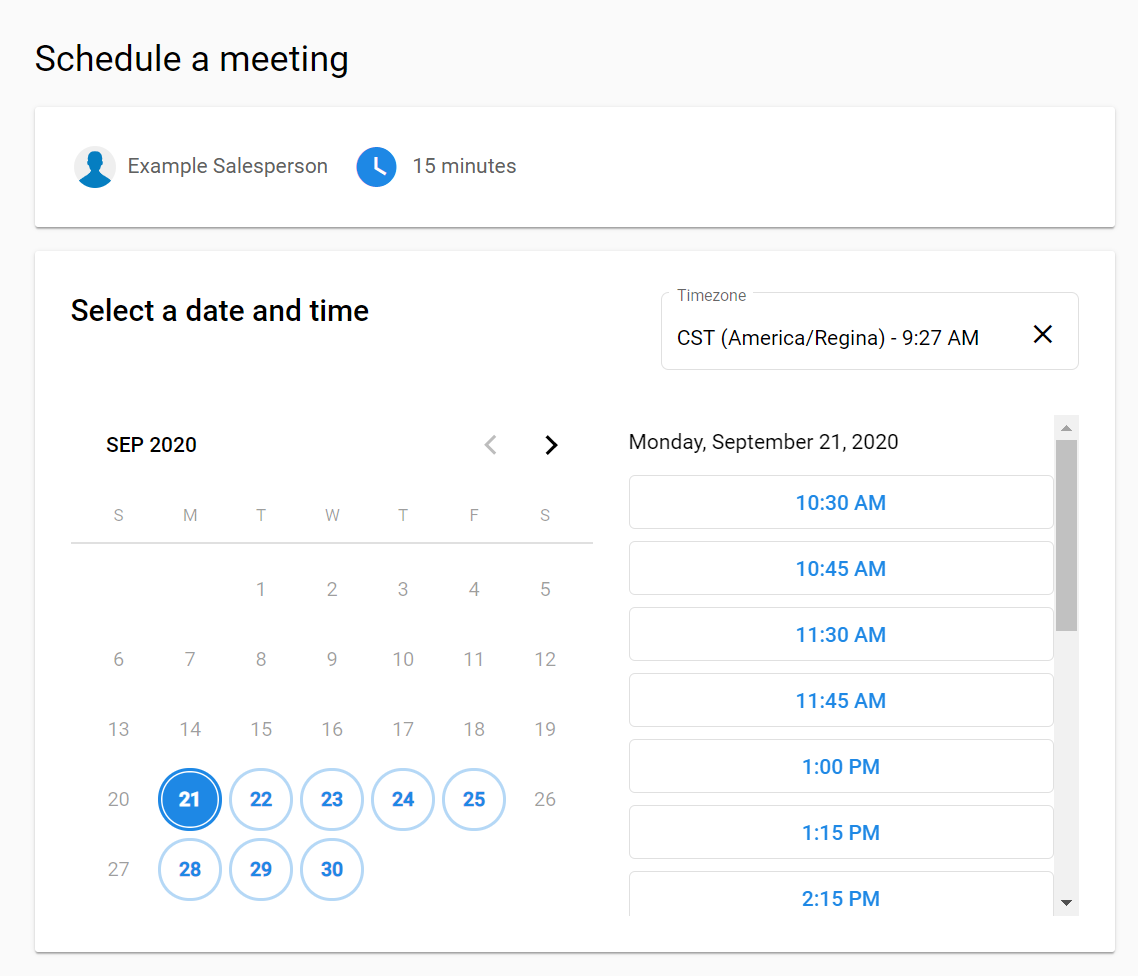 Schedule a meeting
Example Salesperson 15 minutes
Select a date and time
Timezone
CST (America/Regina) - 9:27 AM
SEP 2020
S M T W T F S
1 2 3 4 5
6 7 8 9 10 11 12
13 14 15 16 17 18 19
20 21 22 23 24 25 26
27 28 29 30
Monday, September 21, 2020
10:30 AM
10:45 AM
11:30 AM
11:45 AM
1:00 PM
1:15 PM
2:15 PM